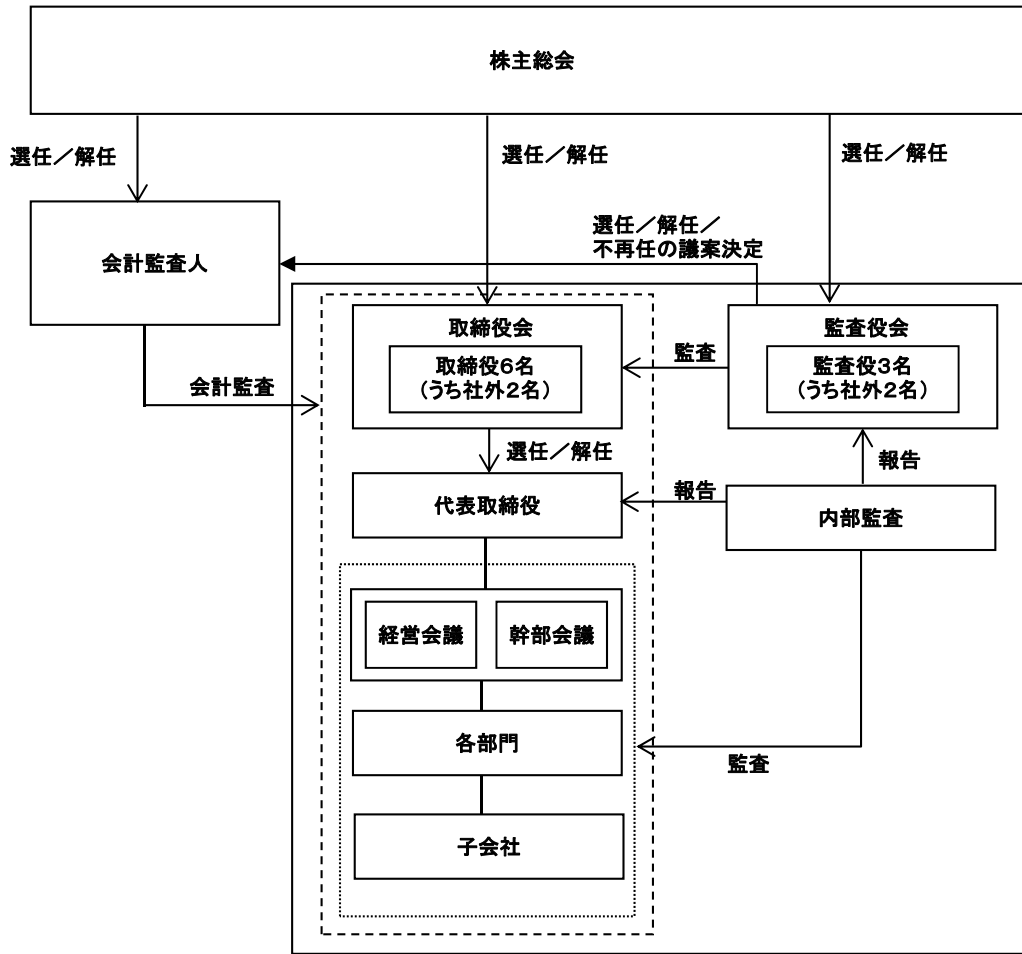 株主総会
選任／解任
選任／解任
選任／解任
会計監査人
選任／解任／
不再任の議案決定
取締役会
取締役６名
（うち社外２名）
監査
監査役会
監査役３名
（うち社外２名）
会計監査
選任／解任
報告
代表取締役
報告
内部監査
経営会議
幹部会議
各部門
監査
子会社